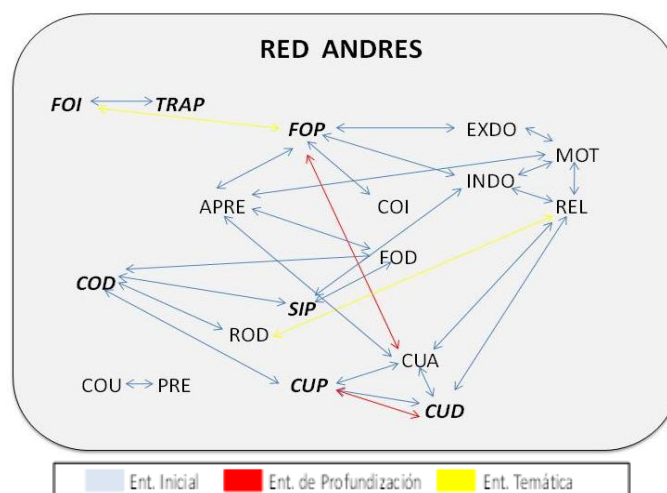 RED ANDRES
FOI TRAP
FOP EXDO
MOT
INDO
APRE COI REL
FOD
COD
SIP
ROD
CUA
COU PRE CUP
CUD
Ent. Inicial Ent. de Profundización Ent. Temática